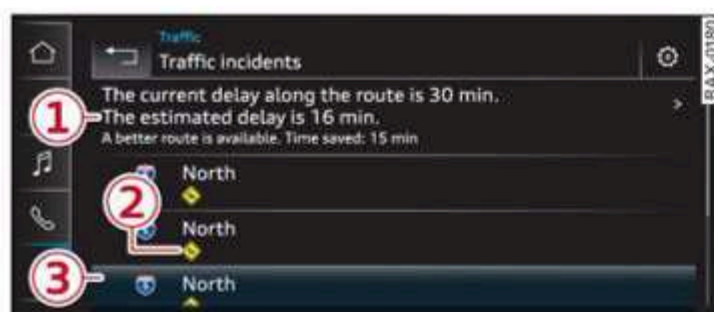 Traffic
Traffic incidents
The current delay along the route is 30 min.
The estimated delay is 16 min.
A better route is available. Time saved: 15 min
North
North
North
1
2
3
BAX-0180